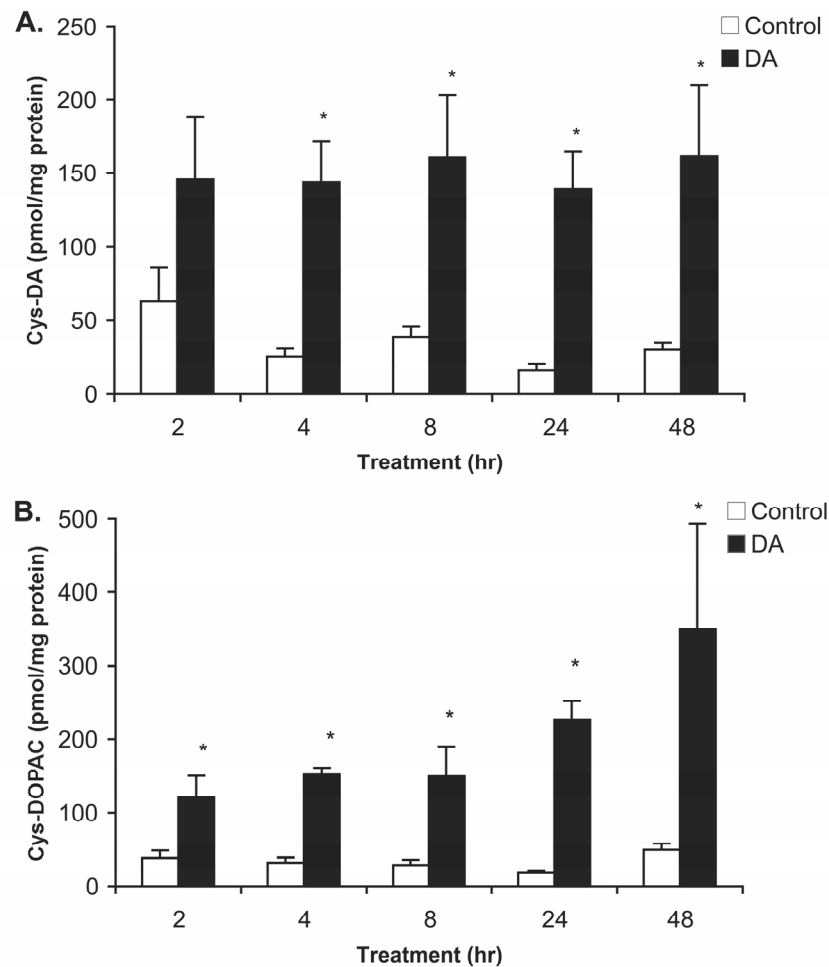 A.
Control
DA
Cys-DA (pmol/mg protein)
250
200
150
100
50
0
* * * *
2 4 8 24 48
Treatment (hr)
B.
Control
DA
Cys-DOPAC (pmol/mg protein)
500
400
300
200
100
0
* * * * *
2 4 8 24 48
Treatment (hr)